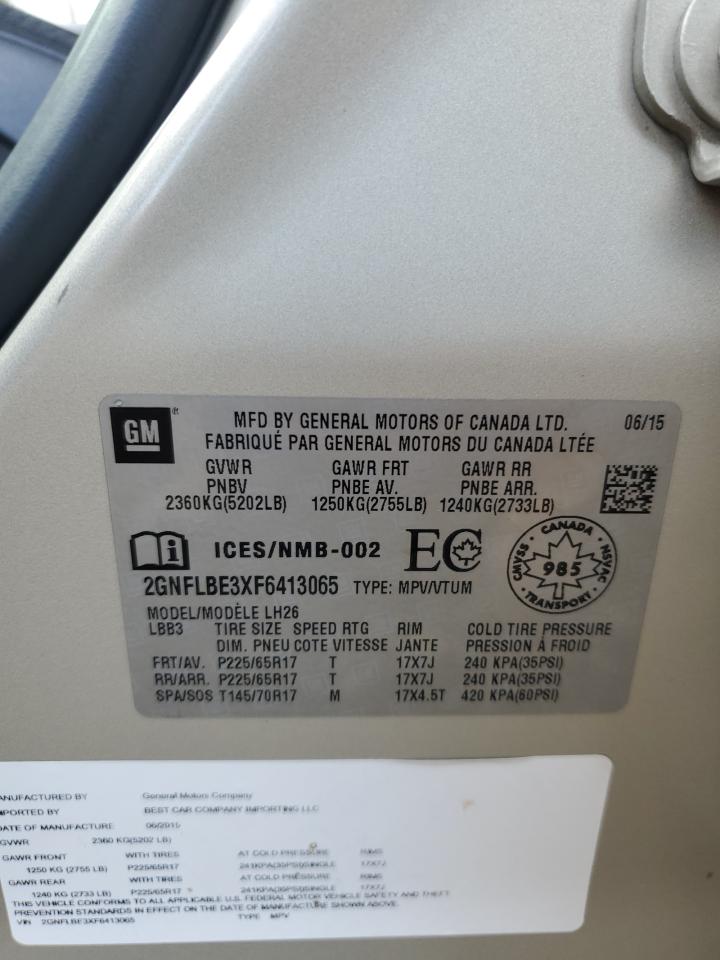 GM
MFD BY GENERAL MOTORS OF CANADA LTD. 06/15
FABRIQUÉ PAR GENERAL MOTORS DU CANADA LTÉE
GVWR GAWR FRT GAWR RR
PNBV PNBE AV. PNBE ARR.
2360KG(5202LB) 1250KG(2755LB) 1240KG(2733LB)
ICES/NMB-002 EC
CANADA
CMVSS 985 NSVAC
TRANSPORT
2GNFLBE3XF6413065 TYPE: MPV/VTUM
MODEL/MODÈLE LH26
LBB3 TIRE SIZE SPEED RTG RIM COLD TIRE PRESSURE
DIM. PNEU COTE VITESSE JANTE PRESSION À FROID
FRT/AV. P225/65R17 T 17X7J 240 KPA(35PSI)
RR/ARR. P225/65R17 T 17X7J 240 KPA(35PSI)
SPA/SOS T145/70R17 M 17X4.5T 420 KPA(60PSI)
ANUFACTURED BY General Motors Company
MPORTED BY BEST CAR COMPANY IMPORTING LLC
DATE OF MANUFACTURE 06/2015
GVWR 2360 KG(5202 LB)
GAWR FRONT WITH TIRES AT COLD PRESSURE RIMS
1250 KG (2755 LB) P225/65R17 241KPA(35PSI)SINGLE 17X7J
GAWR REAR WITH TIRES AT COLD PRESSURE RIMS
1240 KG (2733 LB) P225/65R17 241KPA(35PSI)SINGLE 17X7J
THIS VEHICLE CONFORMS TO ALL APPLICABLE U.S. FEDERAL MOTOR VEHICLE SAFETY AND THEFT
PREVENTION STANDARDS IN EFFECT ON THE DATE OF MANUFACTURE SHOWN ABOVE.
VIN 2GNFLBE3XF6413065 TYPE MPV